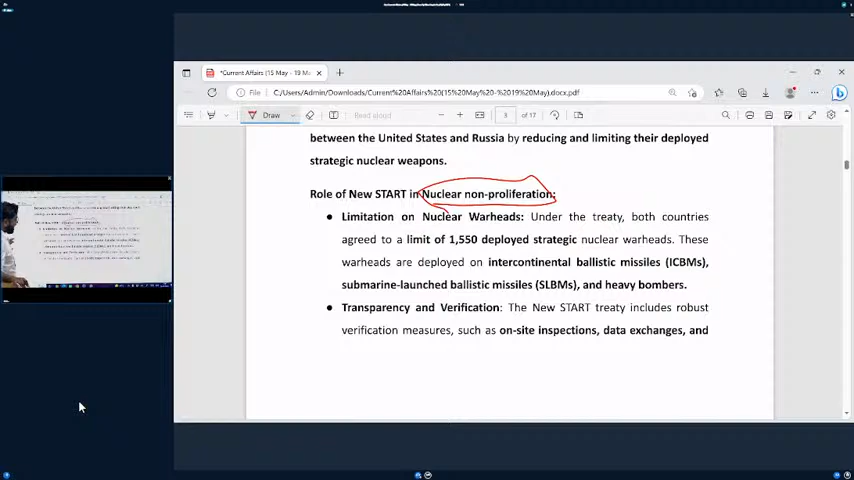 *Current Affairs (15 May - 19 M
File
C:/Users/Admin/Downloads/Current%20Affairs%20(15%20May%20-%2019%20May).docx.pdf
Draw
Read aloud
3 of 17
between the United States and Russia by reducing and limiting their deployed
strategic nuclear weapons.
Role of New START in Nuclear non-proliferation:
● Limitation on Nuclear Warheads: Under the treaty, both countries
agreed to a limit of 1,550 deployed strategic nuclear warheads. These
warheads are deployed on intercontinental ballistic missiles (ICBMs),
submarine-launched ballistic missiles (SLBMs), and heavy bombers.
● Transparency and Verification: The New START treaty includes robust
verification measures, such as on-site inspections, data exchanges, and